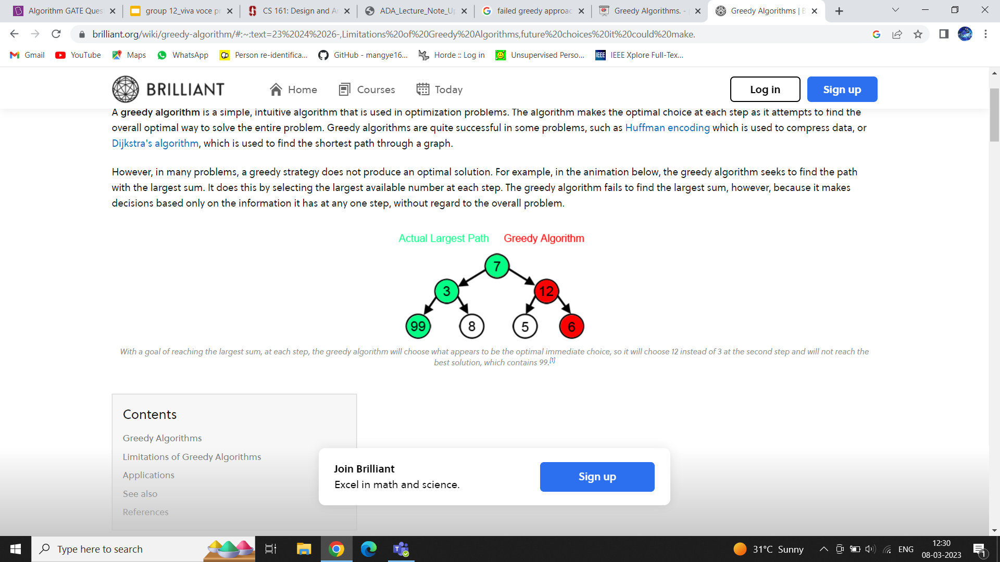 Algorithm GATE Ques
group 12_viva voce pr
CS 161: Design and A
ADA_Lecture_Note_Up
failed greedy approac
Greedy Algorithms. -
Greedy Algorithms | B
brilliant.org/wiki/greedy-algorithm/#:~:text=23%2024%2026-,Limitations%20of%20Greedy%20Algorithms,future%20choices%20it%20could%20make.
Gmail
YouTube
Maps
WhatsApp
Person re-identifica...
GitHub - mangye16...
Horde :: Log in
Unsupervised Perso...
IEEE
IEEE Xplore Full-Tex...
BRILLIANT
Home
Courses
Today
Log in
Sign up
A greedy algorithm is a simple, intuitive algorithm that is used in optimization problems. The algorithm makes the optimal choice at each step as it attempts to find the
overall optimal way to solve the entire problem. Greedy algorithms are quite successful in some problems, such as Huffman encoding which is used to compress data, or
Dijkstra's algorithm, which is used to find the shortest path through a graph.
However, in many problems, a greedy strategy does not produce an optimal solution. For example, in the animation below, the greedy algorithm seeks to find the path
with the largest sum. It does this by selecting the largest available number at each step. The greedy algorithm fails to find the largest sum, however, because it makes
decisions based only on the information it has at any one step, without regard to the overall problem.
Actual Largest Path
Greedy Algorithm
7
3
12
99
8
5
6
With a goal of reaching the largest sum, at each step, the greedy algorithm will choose what appears to be the optimal immediate choice, so it will choose 12 instead of 3 at the second step and will not reach the
best solution, which contains 99.[1]
Contents
Greedy Algorithms
Limitations of Greedy Algorithms
Applications
See also
References
Join Brilliant
Excel in math and science.
Sign up
Type here to search
31°C Sunny
ENG
12:30
08-03-2023
1